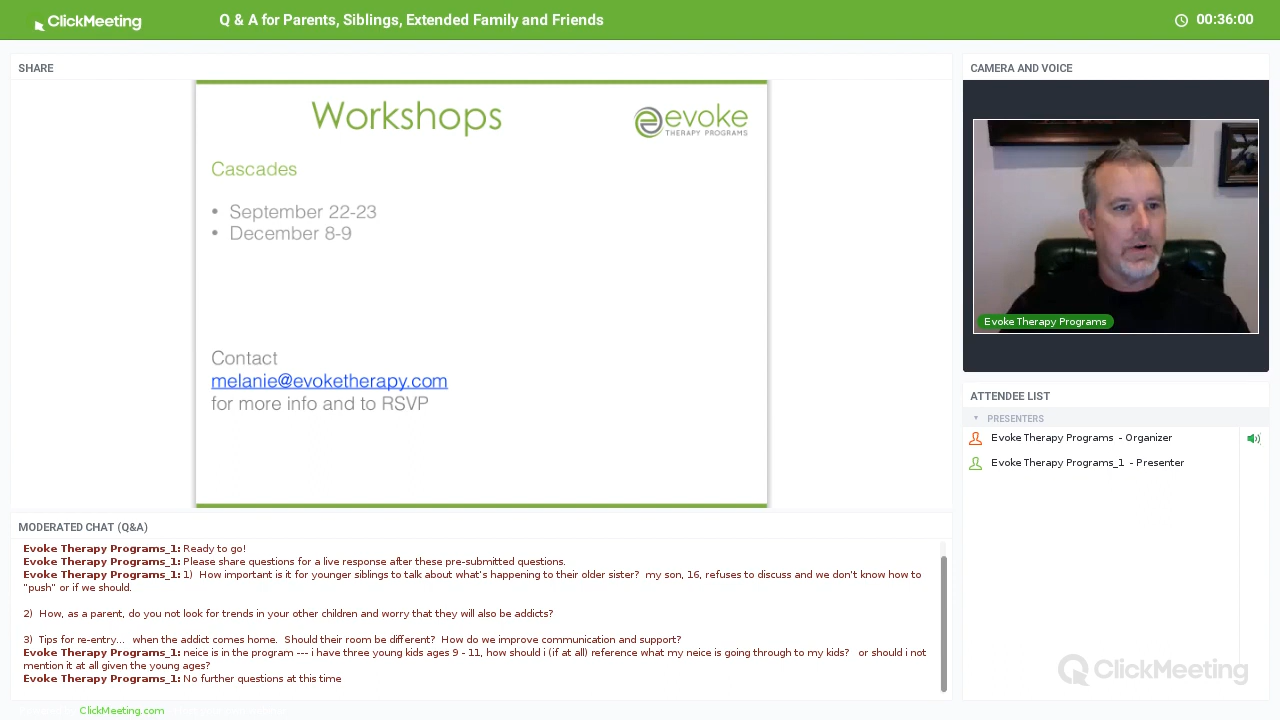 ClickMeeting
Q & A for Parents, Siblings, Extended Family and Friends
00:36:00
SHARE
Workshops
evoke
THERAPY PROGRAMS
Cascades
• September 22-23
• December 8-9
Contact
melanie@evoketherapy.com
for more info and to RSVP
CAMERA AND VOICE
Evoke Therapy Programs
ATTENDEE LIST
PRESENTERS
Evoke Therapy Programs - Organizer
Evoke Therapy Programs_1 - Presenter
MODERATED CHAT (Q&A)
Evoke Therapy Programs_1: Ready to go!
Evoke Therapy Programs_1: Please share questions for a live response after these pre-submitted questions.
Evoke Therapy Programs_1: 1) How important is it for younger siblings to talk about what's happening to their older sister? my son, 16, refuses to discuss and we don't know how to
"push" or if we should.
2) How, as a parent, do you not look for trends in your other children and worry that they will also be addicts?
3) Tips for re-entry... when the addict comes home. Should their room be different? How do we improve communication and support?
Evoke Therapy Programs_1: neice is in the program --- i have three young kids ages 9 - 11, how should i (if at all) reference what my neice is going through to my kids? or should i not
mention it at all given the young ages?
Evoke Therapy Programs_1: No further questions at this time
ClickMeeting
ClickMeeting.com